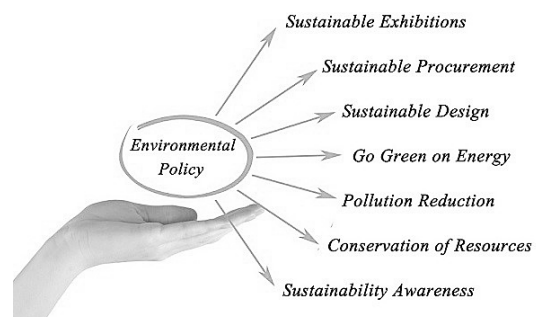 Sustainable Exhibitions
Sustainable Procurement
Sustainable Design
Environmental
Policy
Go Green on Energy
Pollution Reduction
Conservation of Resources
Sustainability Awareness